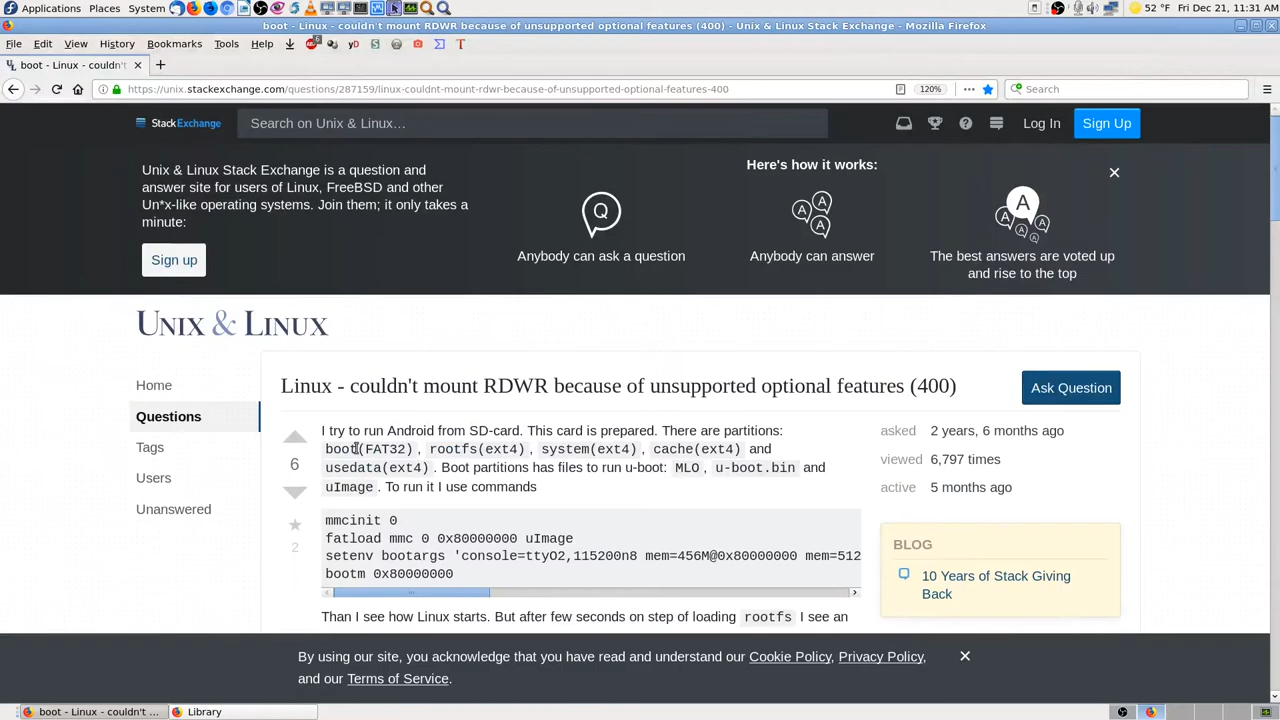 Applications Places System 52 °F Fri Dec 21, 11:31 AM
boot - Linux - couldn't mount RDWR because of unsupported optional features (400) - Unix & Linux Stack Exchange - Mozilla Firefox
File Edit View History Bookmarks Tools Help
boot - Linux - couldn't
https://unix.stackexchange.com/questions/287159/linux-couldnt-mount-rdwr-because-of-unsupported-optional-features-400 120% Search
StackExchange Search on Unix & Linux… Log In Sign Up
Unix & Linux Stack Exchange is a question and
answer site for users of Linux, FreeBSD and other
Un*x-like operating systems. Join them; it only takes a
minute:
Sign up
Here's how it works:
Q
Anybody can ask a question
A A A
Anybody can answer
A A A A
The best answers are voted up
and rise to the top
UNIX & LINUX
Home
Questions
Tags
Users
Unanswered
Linux - couldn't mount RDWR because of unsupported optional features (400)
Ask Question
6
2
I try to run Android from SD-card. This card is prepared. There are partitions:
boot(FAT32) , rootfs(ext4) , system(ext4) , cache(ext4) and
usedata(ext4) . Boot partitions has files to run u-boot: MLO , u-boot.bin and
uImage . To run it I use commands
mmcinit 0
fatload mmc 0 0x80000000 uImage
setenv bootargs 'console=ttyO2,115200n8 mem=456M@0x80000000 mem=512
bootm 0x80000000
Than I see how Linux starts. But after few seconds on step of loading rootfs I see an
asked 2 years, 6 months ago
viewed 6,797 times
active 5 months ago
BLOG
10 Years of Stack Giving
Back
By using our site, you acknowledge that you have read and understand our Cookie Policy, Privacy Policy,
and our Terms of Service.
boot - Linux - couldn't ... Library